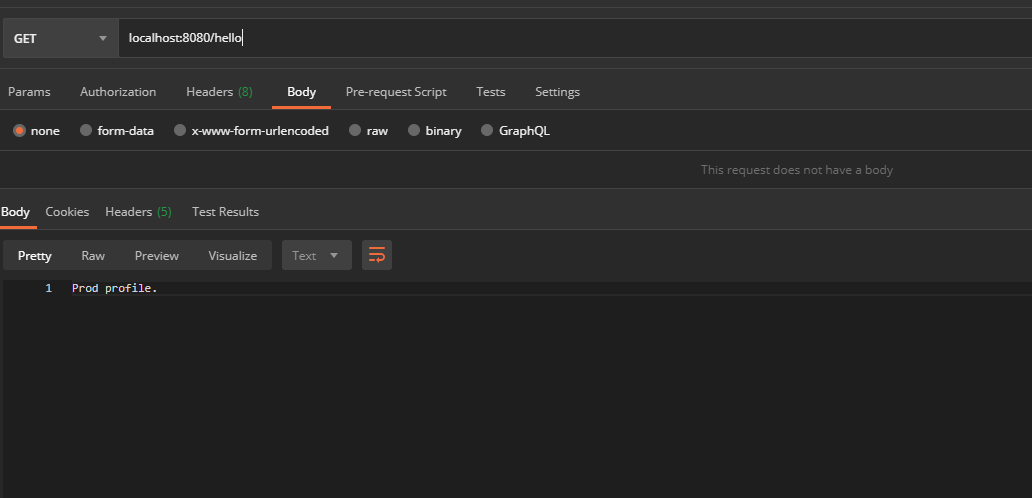 GET localhost:8080/hello
Params Authorization Headers (8) Body Pre-request Script Tests Settings
none form-data x-www-form-urlencoded raw binary GraphQL
This request does not have a body
Body Cookies Headers (5) Test Results
Pretty Raw Preview Visualize Text
1 Prod profile.